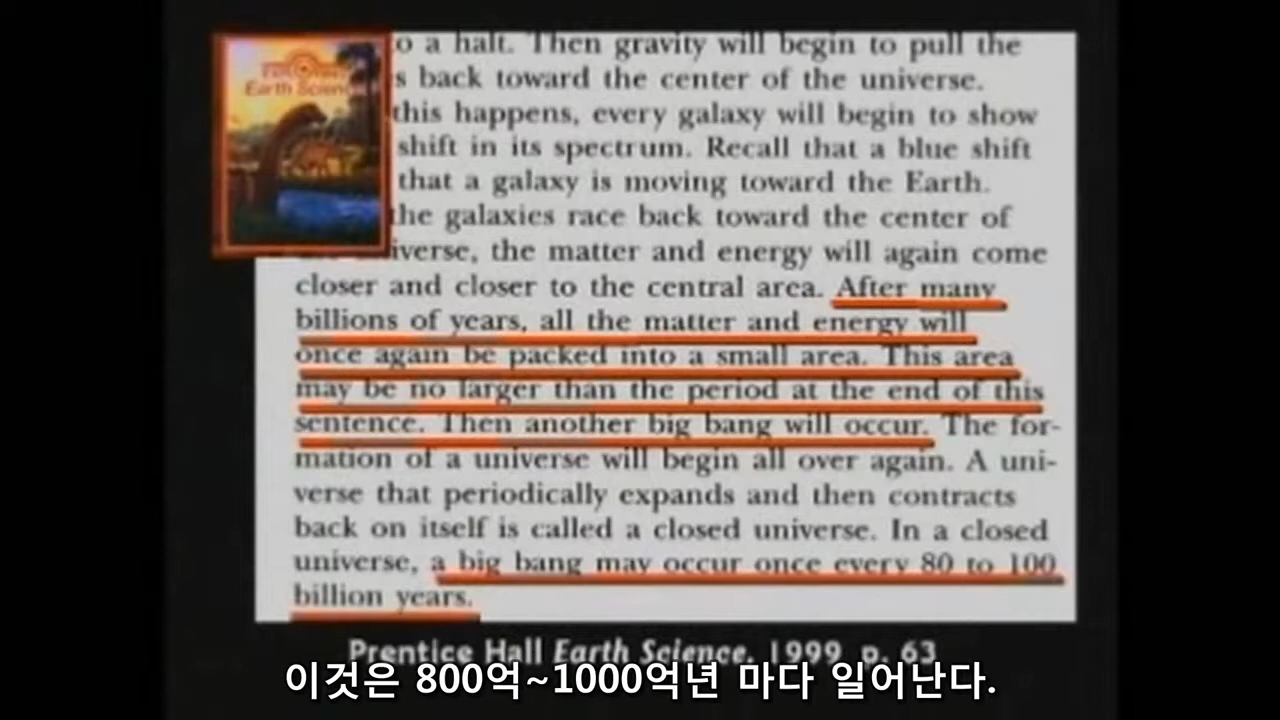 Earth Science
o a halt. Then gravity will begin to pull the
s back toward the center of the universe.
this happens, every galaxy will begin to show
shift in its spectrum. Recall that a blue shift
that a galaxy is moving toward the Earth.
the galaxies race back toward the center of
iverse, the matter and energy will again come
closer and closer to the central area. After many
billions of years, all the matter and energy will
once again be packed into a small area. This area
may be no larger than the period at the end of this
sentence. Then another big bang will occur. The for-
mation of a universe will begin all over again. A uni-
verse that periodically expands and then contracts
back on itself is called a closed universe. In a closed
universe, a big bang may occur once every 80 to 100
billion years.
Prentice Hall Earth Science, 1999 p. 63
이것은 800억~1000억년 마다 일어난다.